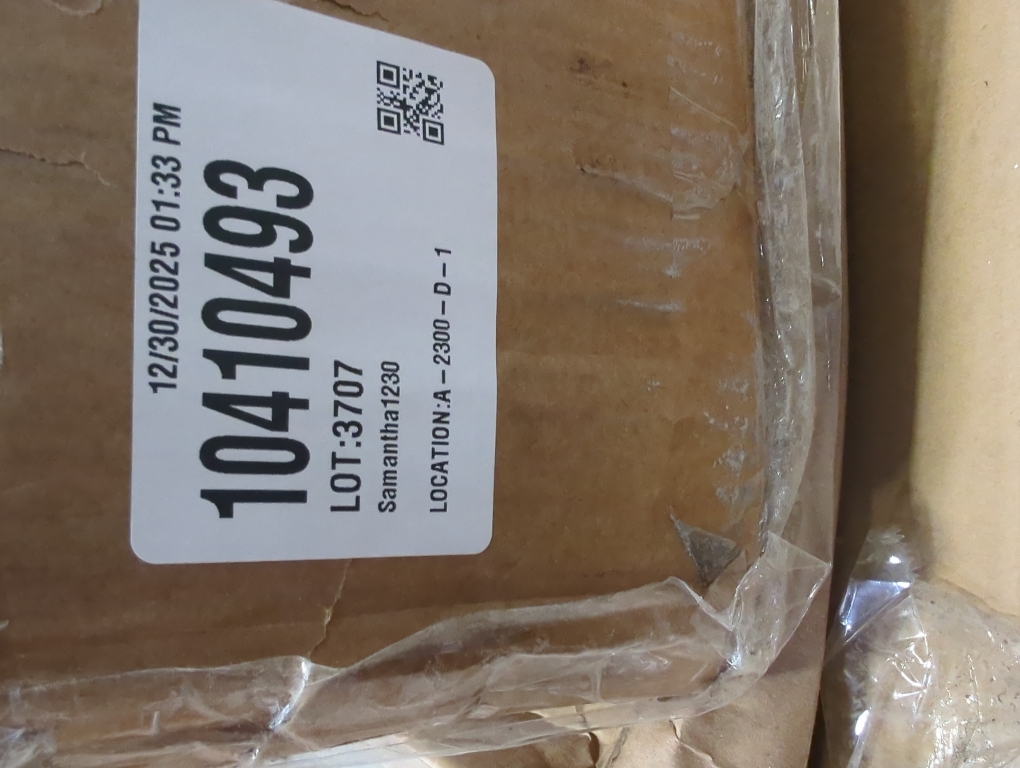 12/30/2025 01:33 PM
10410493
LOT:3707
Samantha1230
LOCATION:A – 2300 – D – 1